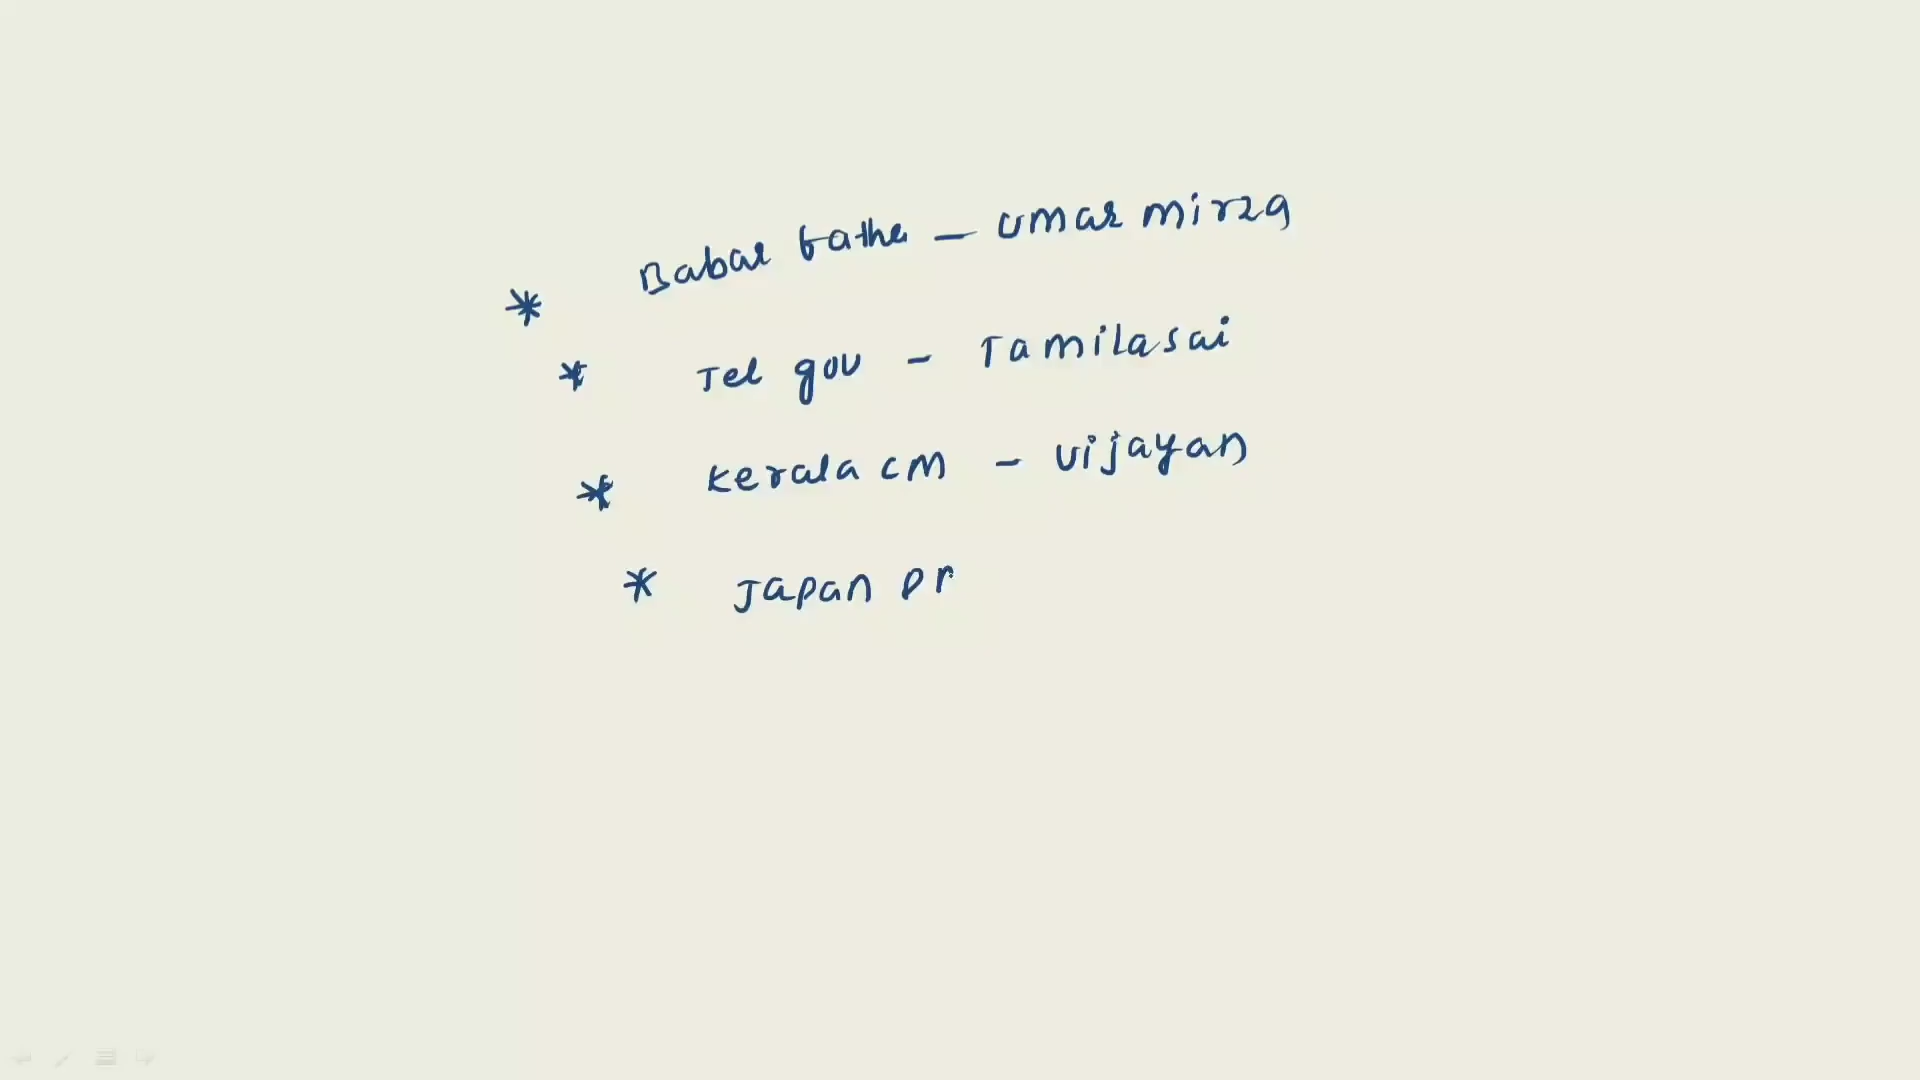 * Babar fathe - umar mirza
* Tel gov - Tamilasai
* kerala cm - vijayan
* Japan pr